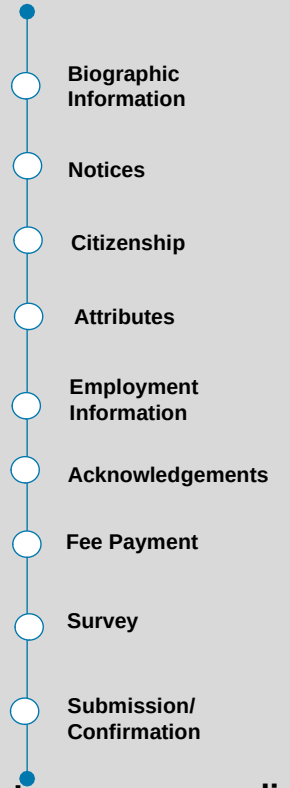 Biographic
Information
Notices
Citizenship
Attributes
Employment
Information
Acknowledgements
Fee Payment
Survey
Submission/
Confirmation